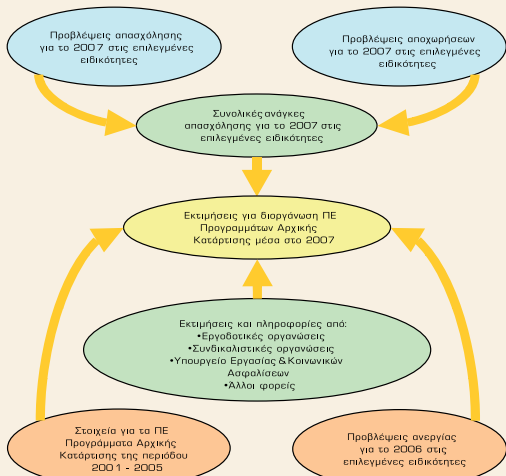 Προβλέψεις απασχόλησης
για το 2007 στις επιλεγμένες
ειδικότητες
Προβλέψεις αποχωρήσεων
για το 2007 στις επιλεγμένες
ειδικότητες
Συνολικές ανάγκες
απασχόλησης για το 2007 στις
επιλεγμένες ειδικότητες
Εκτιμήσεις για διοργάνωση ΠΕ
Προγραμμάτων Αρχικής
Κατάρτισης μέσα στο 2007
Εκτιμήσεις και πληροφορίες από:
•Εργοδοτικές οργανώσεις
•Συνδικαλιστικές οργανώσεις
•Υπουργείο Εργασίας & Κοινωνικών
Ασφαλίσεων
•Άλλοι φορείς
Στοιχεία για τα ΠΕ
Προγράμματα Αρχικής
Κατάρτισης της περιόδου
2001 - 2005
Προβλέψεις ανεργίας
για το 2006 στις
επιλεγμένες ειδικότητες